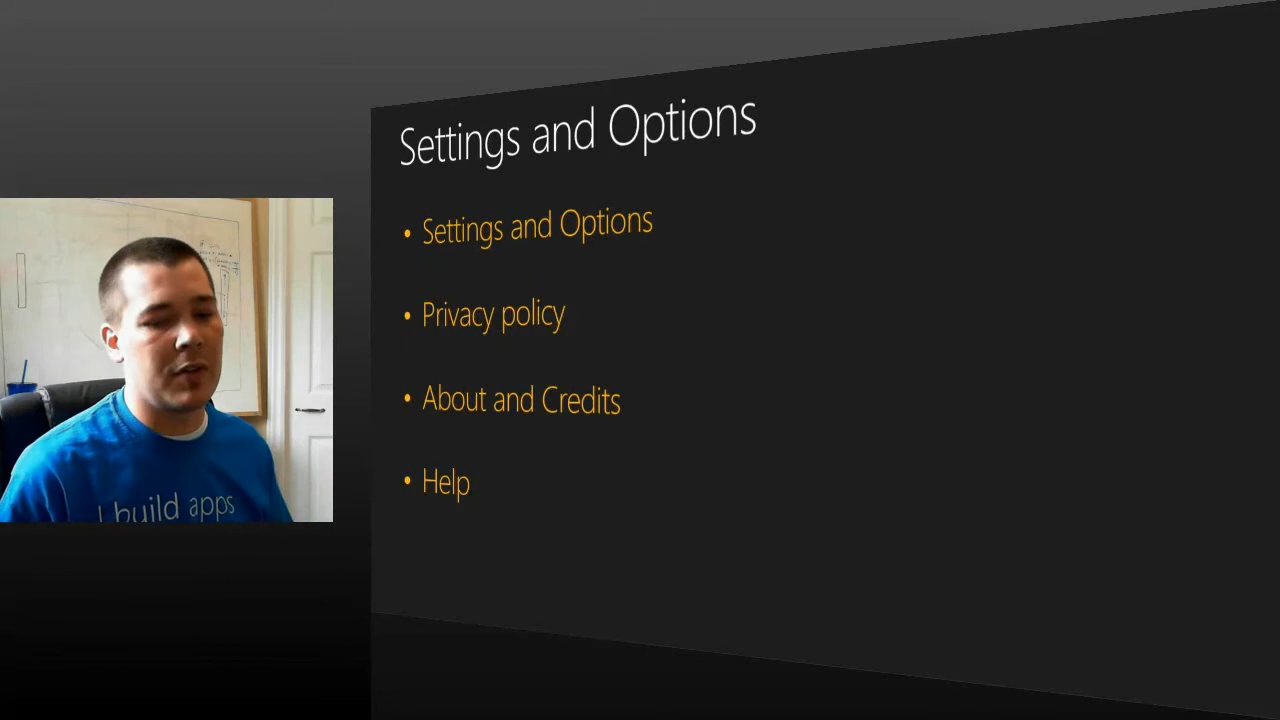 Settings and Options
• Settings and Options
• Privacy policy
• About and Credits
• Help
I build apps